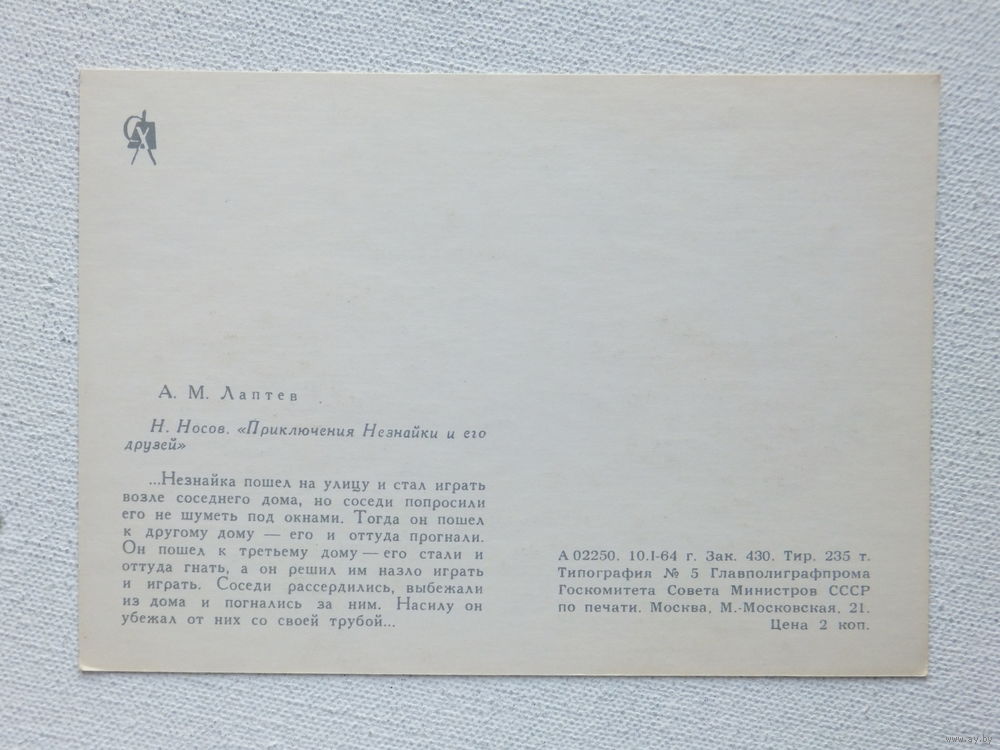 СХ
А. М. Лаптев
Н. Носов. «Приключения Незнайки и его
друзей»
...Незнайка пошел на улицу и стал играть
возле соседнего дома, но соседи попросили
его не шуметь под окнами. Тогда он пошел
к другому дому — его и оттуда прогнали.
Он пошел к третьему дому — его стали и
оттуда гнать, а он решил им назло играть
и играть. Соседи рассердились, выбежали
из дома и погнались за ним. Насилу он
убежал от них со своей трубой...
А 02250. 10.I-64 г. Зак. 430. Тир. 235 т.
Типография № 5 Главполиграфпрома
Госкомитета Совета Министров СССР
по печати. Москва, М.-Московская, 21.
Цена 2 коп.
www.ay.by